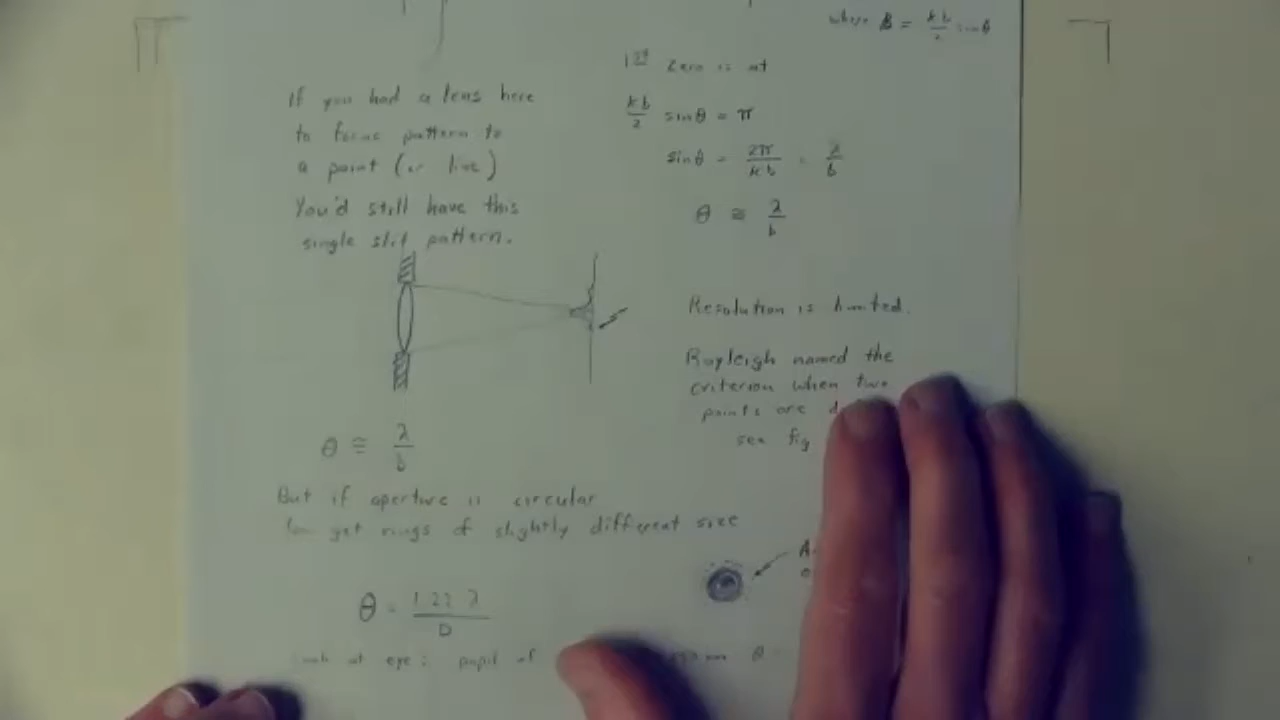 where B = kb/2 sinθ
1st Zero is at
kb/2 sinθ = π
sinθ = 2π/kb = λ/b
θ ≅ λ/b
If you had a lens here
to focus pattern to
a point (or line)
You'd still have this
single slit pattern.
θ ≅ λ/b
Resolution is limited.
Rayleigh named the
criterion when two
points are
see fig
But if aperture is circular
You get rings of slightly different size
θ = 1.22 λ/D
Look at eye: pupil of
θ